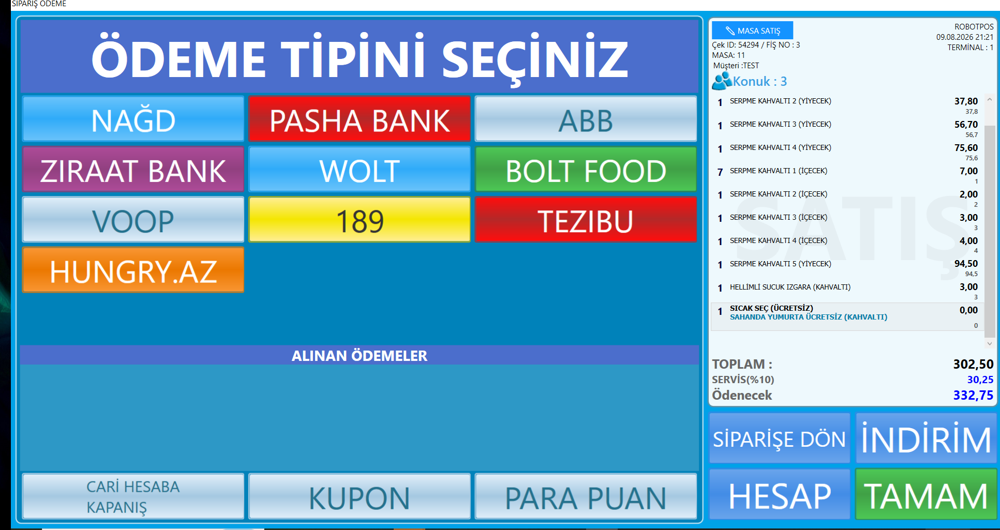 SİPARİŞ ÖDEME
ÖDEME TİPİNİ SEÇİNİZ
NAĞD
PASHA BANK
ABB
ZIRAAT BANK
WOLT
BOLT FOOD
VOOP
189
TEZIBU
HUNGRY.AZ
ALINAN ÖDEMELER
CARİ HESABA
KAPANIŞ
KUPON
PARA PUAN
MASA SATIŞ
ROBOTPOS
09.08.2026 21:21
TERMİNAL : 1
Çek ID: 54294 / FİŞ NO : 3
MASA: 11
Müşteri :TEST
Konuk : 3
1 SERPME KAHVALTI 2 (YİYECEK) 37,80
37,8
1 SERPME KAHVALTI 3 (YİYECEK) 56,70
56,7
1 SERPME KAHVALTI 4 (YİYECEK) 75,60
75,6
7 SERPME KAHVALTI 1 (İÇECEK) 7,00
1
1 SERPME KAHVALTI 2 (İÇECEK) 2,00
2
1 SERPME KAHVALTI 3 (İÇECEK) 3,00
3
1 SERPME KAHVALTI 4 (İÇECEK) 4,00
4
1 SERPME KAHVALTI 5 (YİYECEK) 94,50
94,5
1 HELLİMLİ SUCUK IZGARA (KAHVALTI) 3,00
3
1 SICAK SEÇ (ÜCRETSİZ) 0,00
SAHANDA YUMURTA ÜCRETSİZ (KAHVALTI)
0
SATIŞ
TOPLAM : 302,50
SERVİS(%10) 30,25
Ödenecek 332,75
SİPARİŞE DÖN
İNDİRİM
HESAP
TAMAM